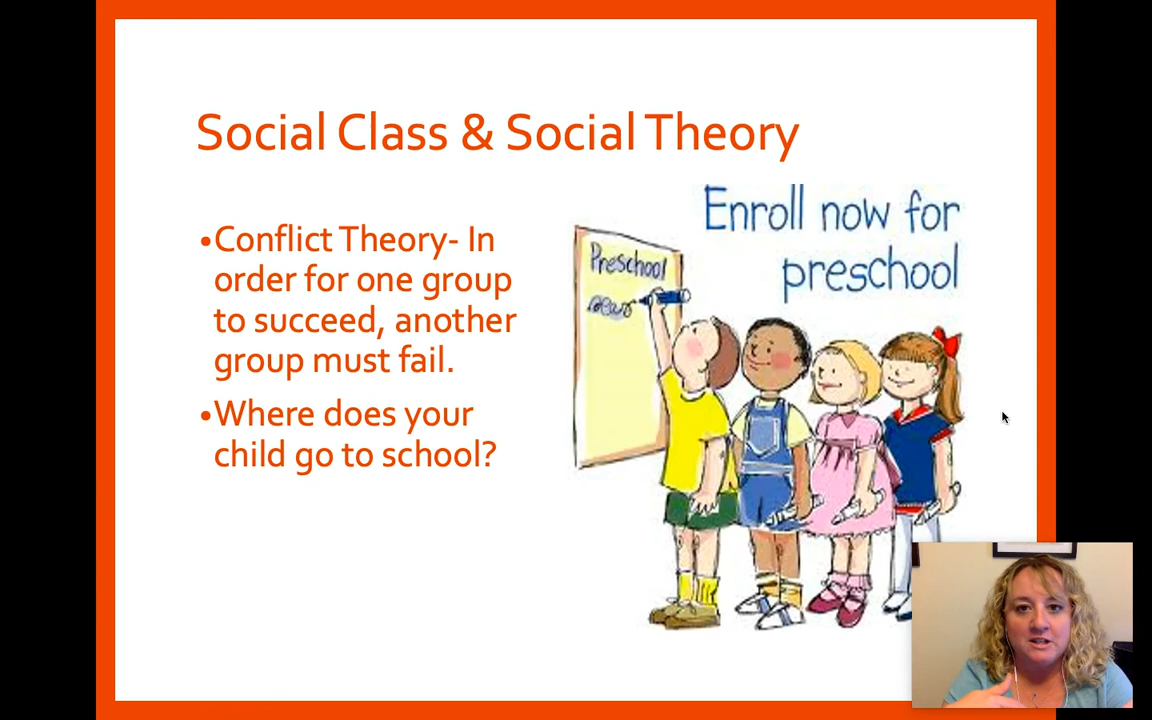 Social Class & Social Theory
•Conflict Theory- In
order for one group
to succeed, another
group must fail.
•Where does your
child go to school?
Enroll now for
preschool
Preschool